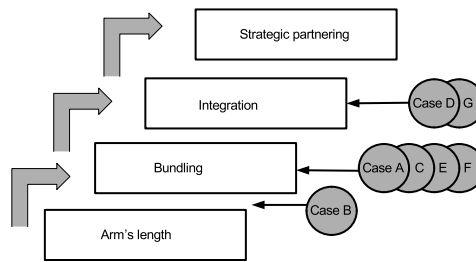 Strategic partnering
Integration
Case D G
Bundling
Case A C E F
Case B
Arm's length